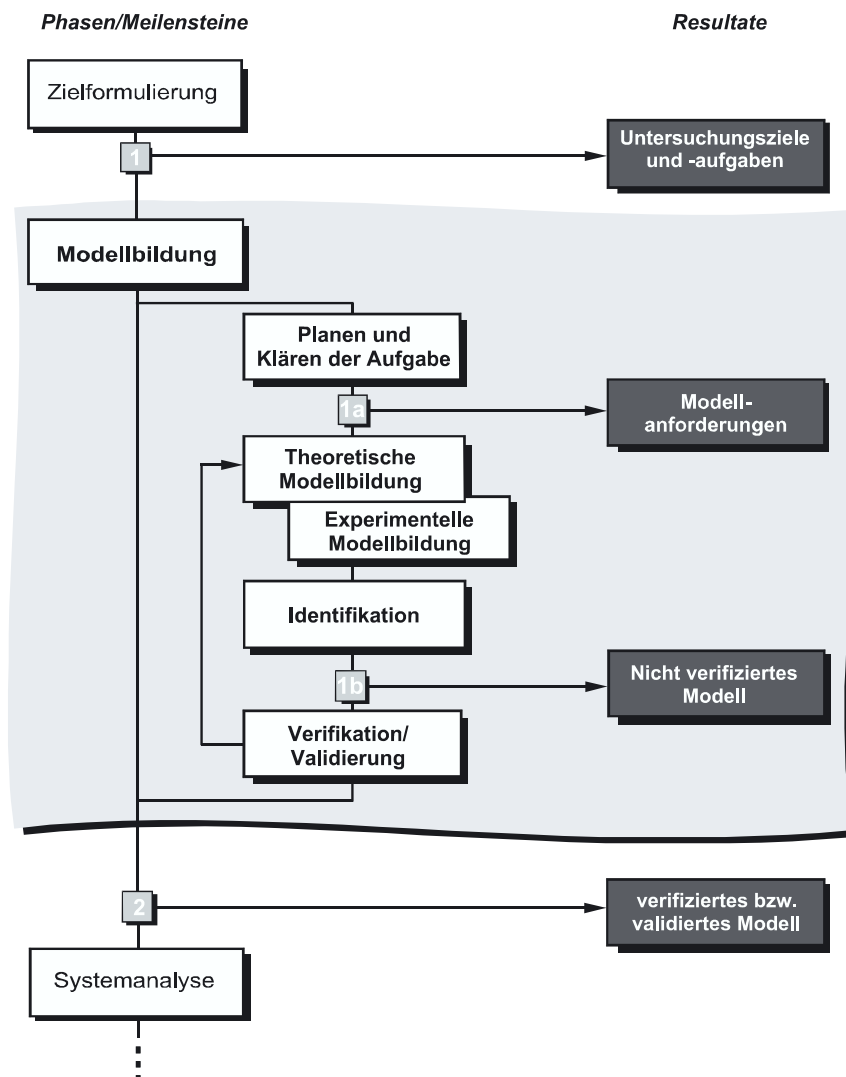 Phasen/Meilensteine
Resultate
Zielformulierung
1
Untersuchungsziele
und -aufgaben
Modellbildung
Planen und
Klären der Aufgabe
1a
Modell-
anforderungen
Theoretische
Modellbildung
Experimentelle
Modellbildung
Identifikation
1b
Nicht verifiziertes
Modell
Verifikation/
Validierung
2
verifiziertes bzw.
validiertes Modell
Systemanalyse